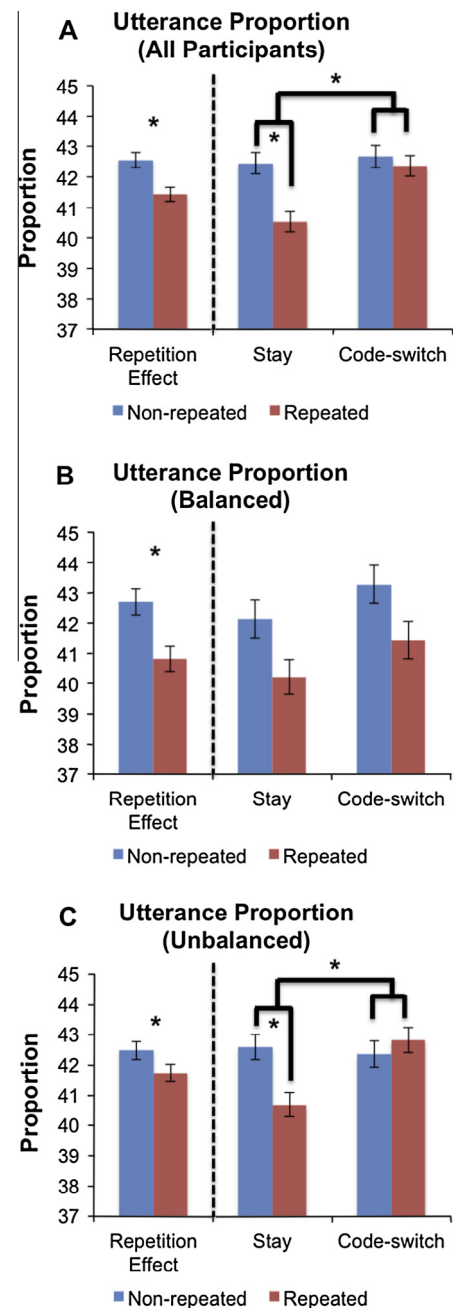 A
Utterance Proportion
(All Participants)
*
*
*
45
44
43
42
41
40
39
38
37
Proportion
Repetition
Effect
Stay
Code-switch
Non-repeated
Repeated
B
Utterance Proportion
(Balanced)
*
45
44
43
42
41
40
39
38
37
Proportion
Repetition
Effect
Stay
Code-switch
Non-repeated
Repeated
C
Utterance Proportion
(Unbalanced)
*
*
*
45
44
43
42
41
40
39
38
37
Proportion
Repetition
Effect
Stay
Code-switch
Non-repeated
Repeated